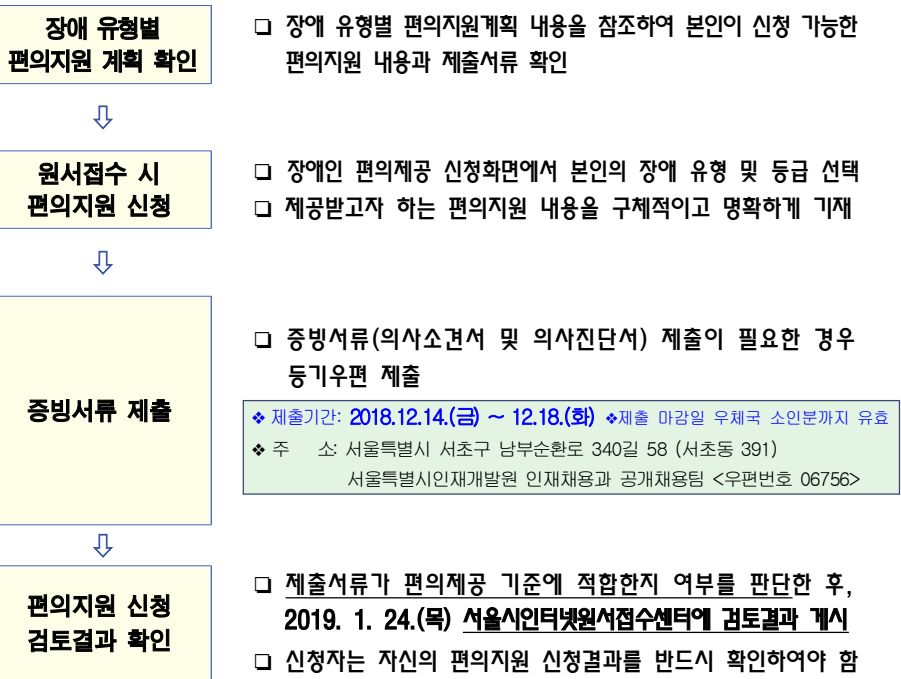 장애 유형별
편의지원 계획 확인
❏ 장애 유형별 편의지원계획 내용을 참조하여 본인이 신청 가능한
편의지원 내용과 제출서류 확인
⇩
원서접수 시
편의지원 신청
❏ 장애인 편의제공 신청화면에서 본인의 장애 유형 및 등급 선택
❏ 제공받고자 하는 편의지원 내용을 구체적이고 명확하게 기재
⇩
증빙서류 제출
❏ 증빙서류(의사소견서 및 의사진단서) 제출이 필요한 경우
등기우편 제출
❖ 제출기간: 2018.12.14.(금) ~ 12.18.(화) ❖제출 마감일 우체국 소인분까지 유효
❖ 주 소: 서울특별시 서초구 남부순환로 340길 58 (서초동 391)
서울특별시인재개발원 인재채용과 공개채용팀 <우편번호 06756>
⇩
편의지원 신청
검토결과 확인
❏ 제출서류가 편의제공 기준에 적합한지 여부를 판단한 후,
2019. 1. 24.(목) 서울시인터넷원서접수센터에 검토결과 게시
❏ 신청자는 자신의 편의지원 신청결과를 반드시 확인하여야 함